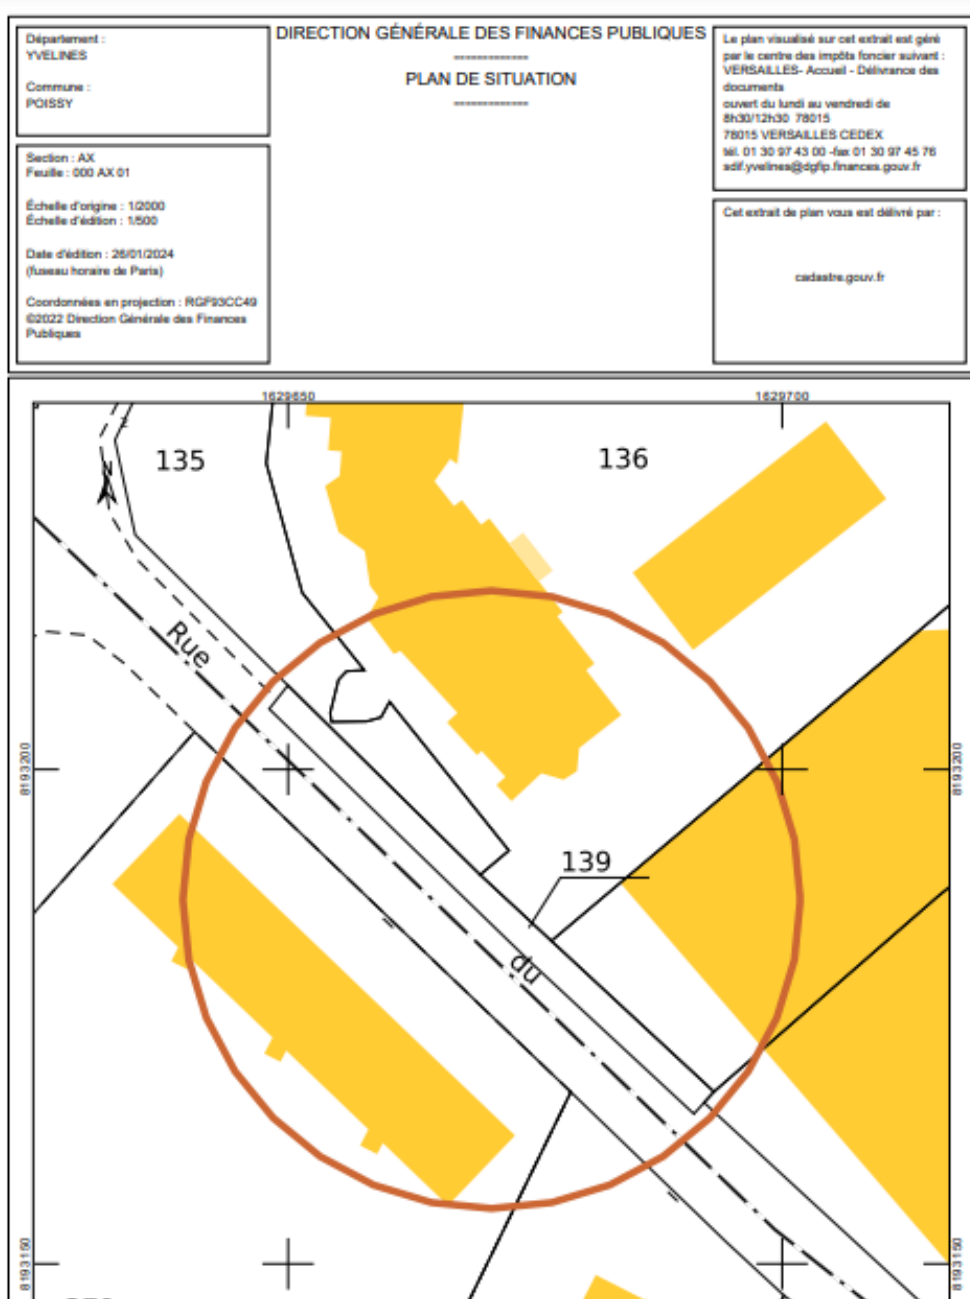 Département :
YVELINES
Commune :
POISSY
Section : AX
Feuille : 000 AX 01
Échelle d'origine : 1/2000
Échelle d'édition : 1/500
Date d'édition : 26/01/2024
(fuseau horaire de Paris)
Coordonnées en projection : RGF93CC49
©2022 Direction Générale des Finances
Publiques
DIRECTION GÉNÉRALE DES FINANCES PUBLIQUES
-------------
PLAN DE SITUATION
-------------
Le plan visualisé sur cet extrait est géré
par le centre des impôts foncier suivant :
VERSAILLES- Accueil - Délivrance des
documents
ouvert du lundi au vendredi de
8h30/12h30 78015
78015 VERSAILLES CEDEX
tél. 01 30 97 43 00 -fax 01 30 97 45 76
sdif.yvelines@dgfip.finances.gouv.fr
Cet extrait de plan vous est délivré par :
cadastre.gouv.fr
1629650
1629700
135
136
N
Rue
8193200
8193200
139
du
8193150
8193150